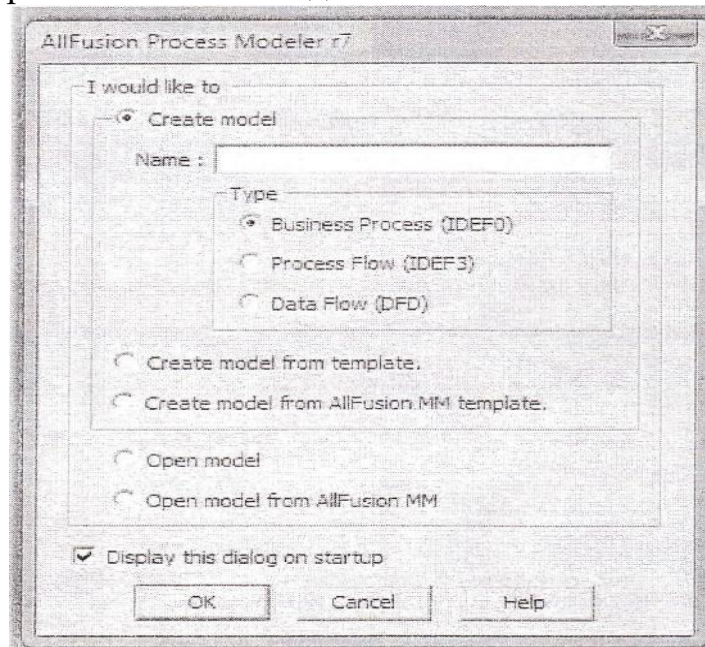 AllFusion Process Modeler r7
I would like to
Create model
Name :
Type
Business Process (IDEF0)
Process Flow (IDEF3)
Data Flow (DFD)
Create model from template.
Create model from AllFusion MM template.
Open model
Open model from AllFusion MM
Display this dialog on startup
OK Cancel Help